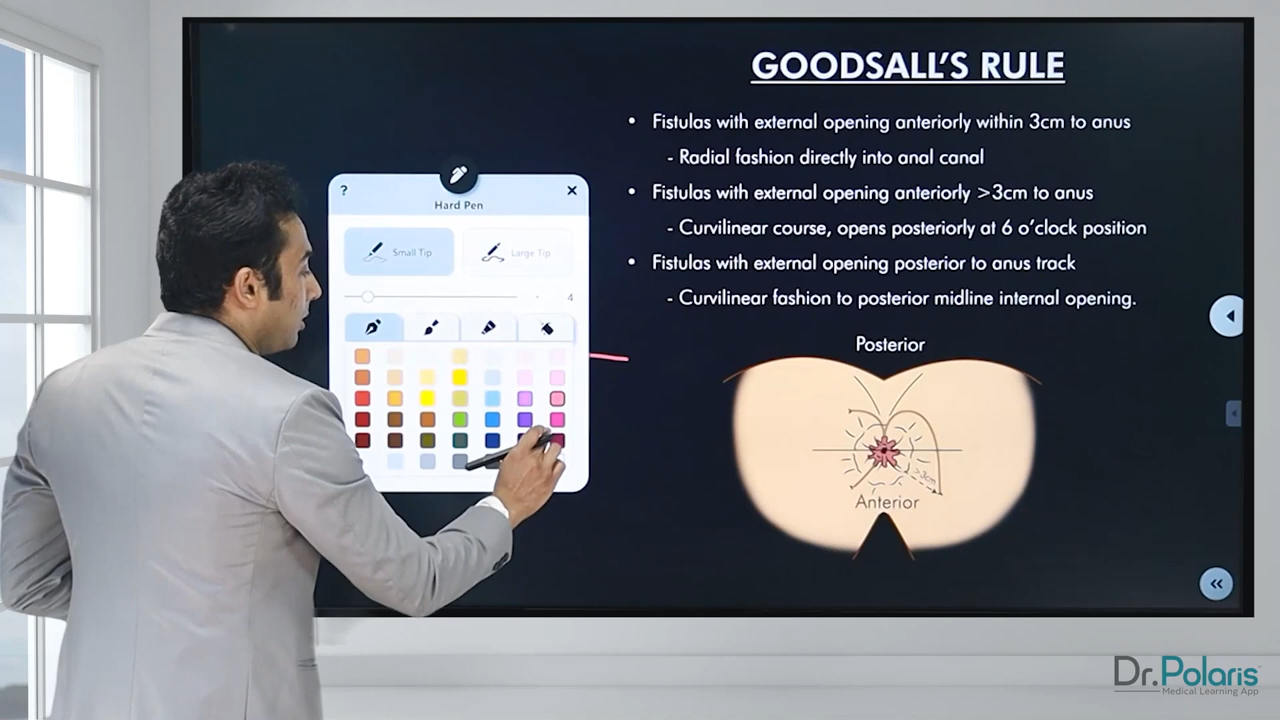 GOODSALL'S RULE
• Fistulas with external opening anteriorly within 3cm to anus
- Radial fashion directly into anal canal
• Fistulas with external opening anteriorly >3cm to anus
- Curvilinear course, opens posteriorly at 6 o'clock position
• Fistulas with external opening posterior to anus track
- Curvilinear fashion to posterior midline internal opening.
Posterior
>3cm
Anterior
?
Hard Pen
Small Tip
Large Tip
4
Dr.Polaris
Medical Learning App